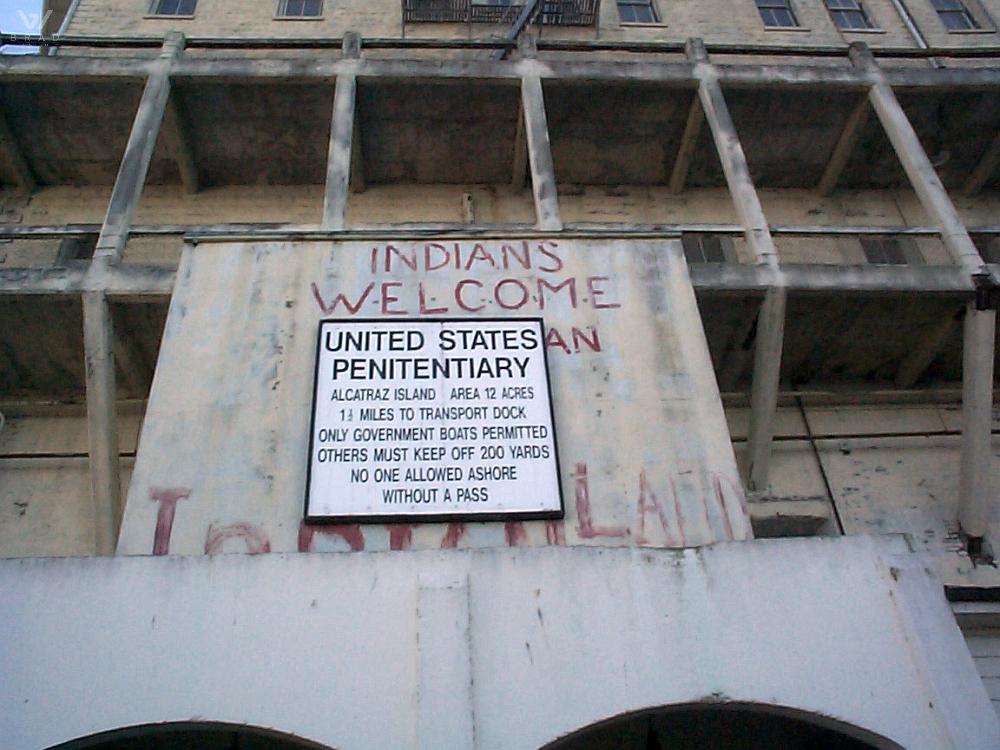 INDIANS
WELCOME
UNITED STATES
PENITENTIARY
ALCATRAZ ISLAND AREA 12 ACRES
1½ MILES TO TRANSPORT DOCK
ONLY GOVERNMENT BOATS PERMITTED
OTHERS MUST KEEP OFF 200 YARDS
NO ONE ALLOWED ASHORE
WITHOUT A PASS
LAND